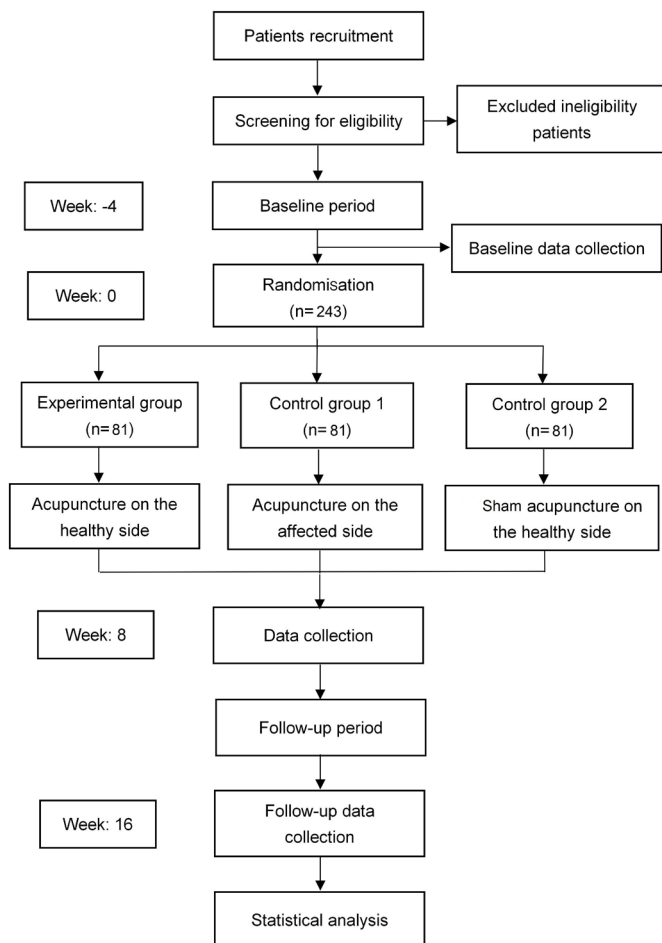 Patients recruitment
Screening for eligibility
Excluded ineligibility
patients
Week: -4
Baseline period
Baseline data collection
Week: 0
Randomisation
(n= 243)
Experimental group
(n= 81)
Control group 1
(n= 81)
Control group 2
(n= 81)
Acupuncture on the
healthy side
Acupuncture on the
affected side
Sham acupuncture on
the healthy side
Week: 8
Data collection
Follow-up period
Week: 16
Follow-up data
collection
Statistical analysis